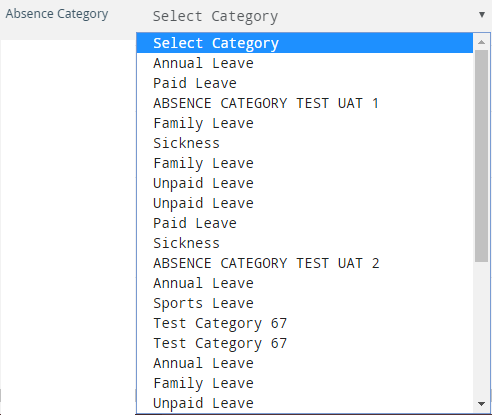 Absence Category
Select Category
Select Category
Annual Leave
Paid Leave
ABSENCE CATEGORY TEST UAT 1
Family Leave
Sickness
Family Leave
Unpaid Leave
Unpaid Leave
Paid Leave
Sickness
ABSENCE CATEGORY TEST UAT 2
Annual Leave
Sports Leave
Test Category 67
Test Category 67
Annual Leave
Family Leave
Unpaid Leave